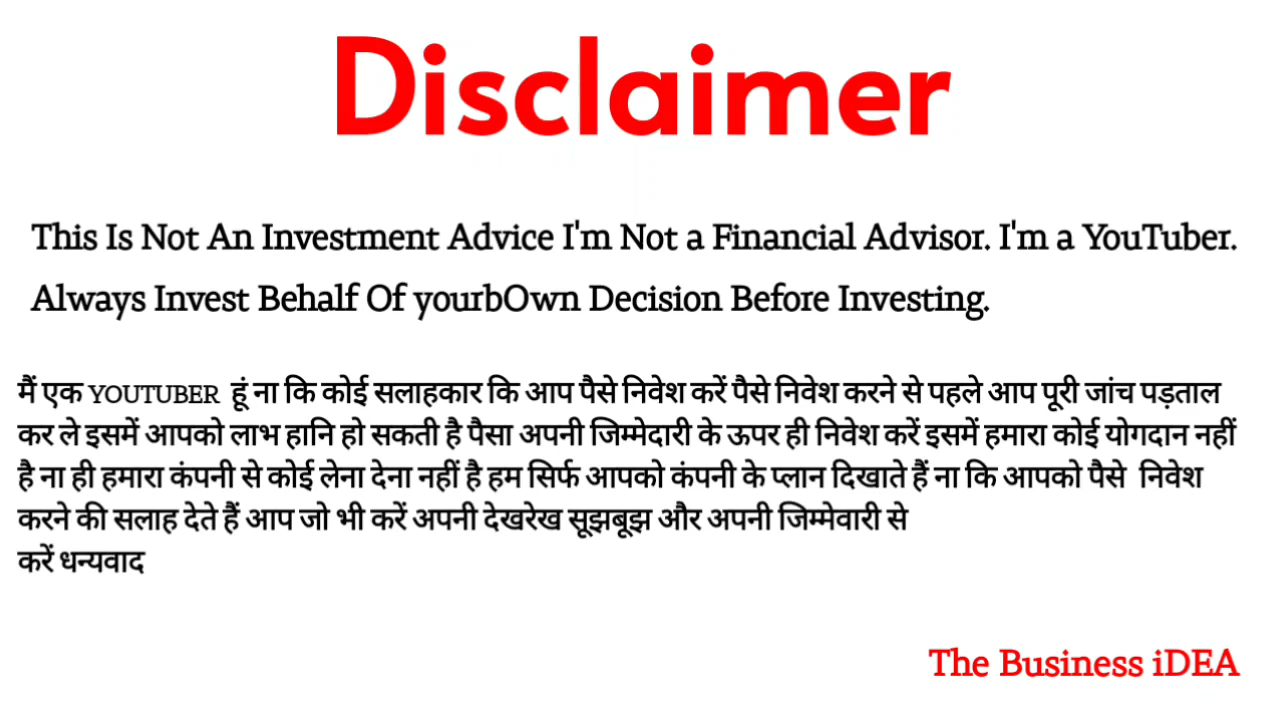 Disclaimer
This Is Not An Investment Advice I'm Not a Financial Advisor. I'm a YouTuber.
Always Invest Behalf Of yourbOwn Decision Before Investing.
मैं एक YOUTUBER हूं ना कि कोई सलाहकार कि आप पैसे निवेश करें पैसे निवेश करने से पहले आप पूरी जांच पड़ताल
कर ले इसमें आपको लाभ हानि हो सकती है पैसा अपनी जिम्मेदारी के ऊपर ही निवेश करें इसमें हमारा कोई योगदान नहीं
है ना ही हमारा कंपनी से कोई लेना देना नहीं है हम सिर्फ आपको कंपनी के प्लान दिखाते हैं ना कि आपको पैसे निवेश
करने की सलाह देते हैं आप जो भी करें अपनी देखरेख सूझबूझ और अपनी जिम्मेवारी से
करें धन्यवाद
The Business iDEA